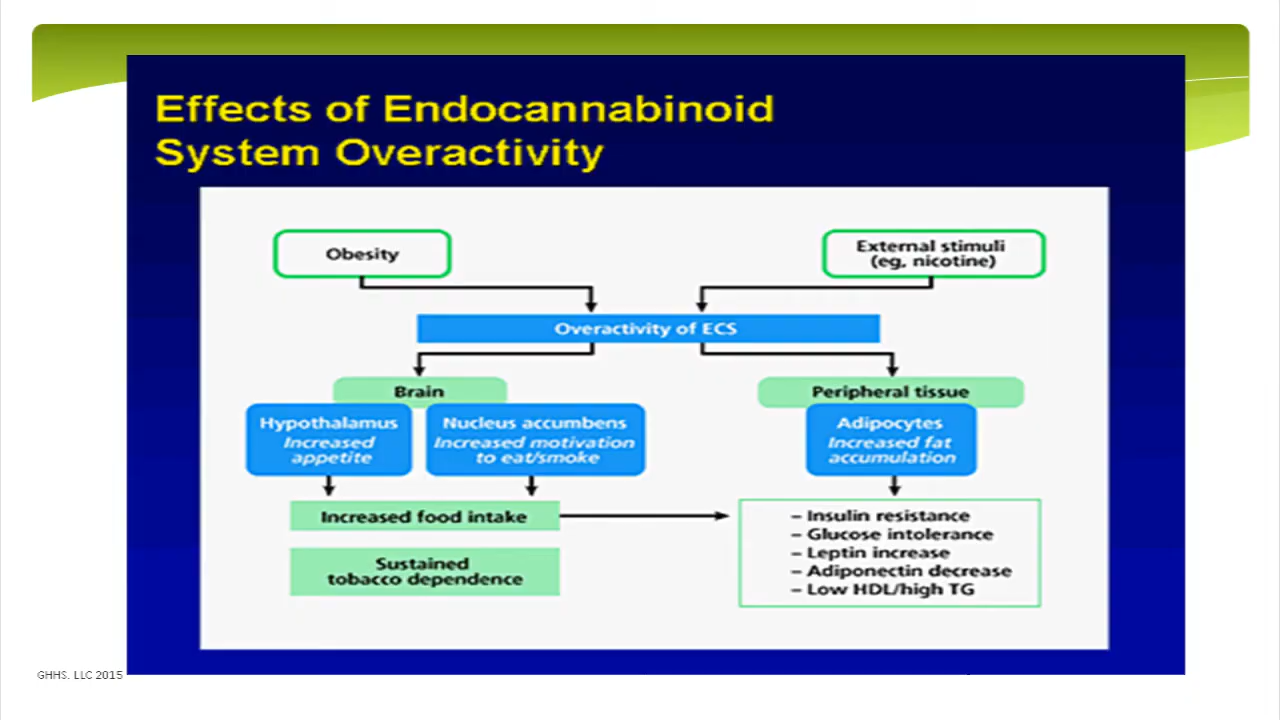 Effects of Endocannabinoid
System Overactivity
Obesity
External stimuli
(eg, nicotine)
Overactivity of ECS
Brain
Peripheral tissue
Hypothalamus
Increased
appetite
Nucleus accumbens
Increased motivation
to eat/smoke
Adipocytes
Increased fat
accumulation
Increased food intake
Sustained
tobacco dependence
– Insulin resistance
– Glucose intolerance
– Leptin increase
– Adiponectin decrease
– Low HDL/high TG
GHHS. LLC 2015